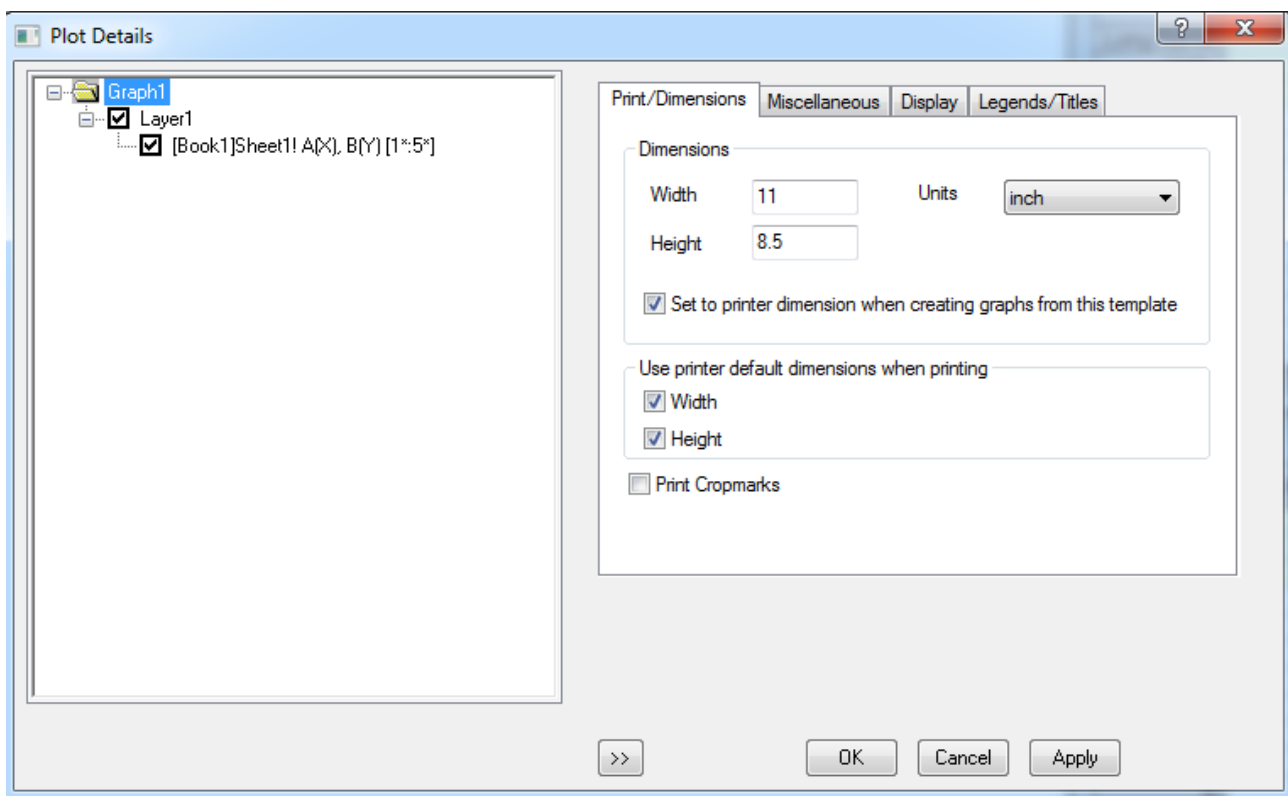 Plot Details
Graph1
Layer1
[Book1]Sheet1! A(X), B(Y) [1*:5*]
Print/Dimensions Miscellaneous Display Legends/Titles
Dimensions
Width 11 Units inch
Height 8.5
Set to printer dimension when creating graphs from this template
Use printer default dimensions when printing
Width
Height
Print Cropmarks
>> OK Cancel Apply